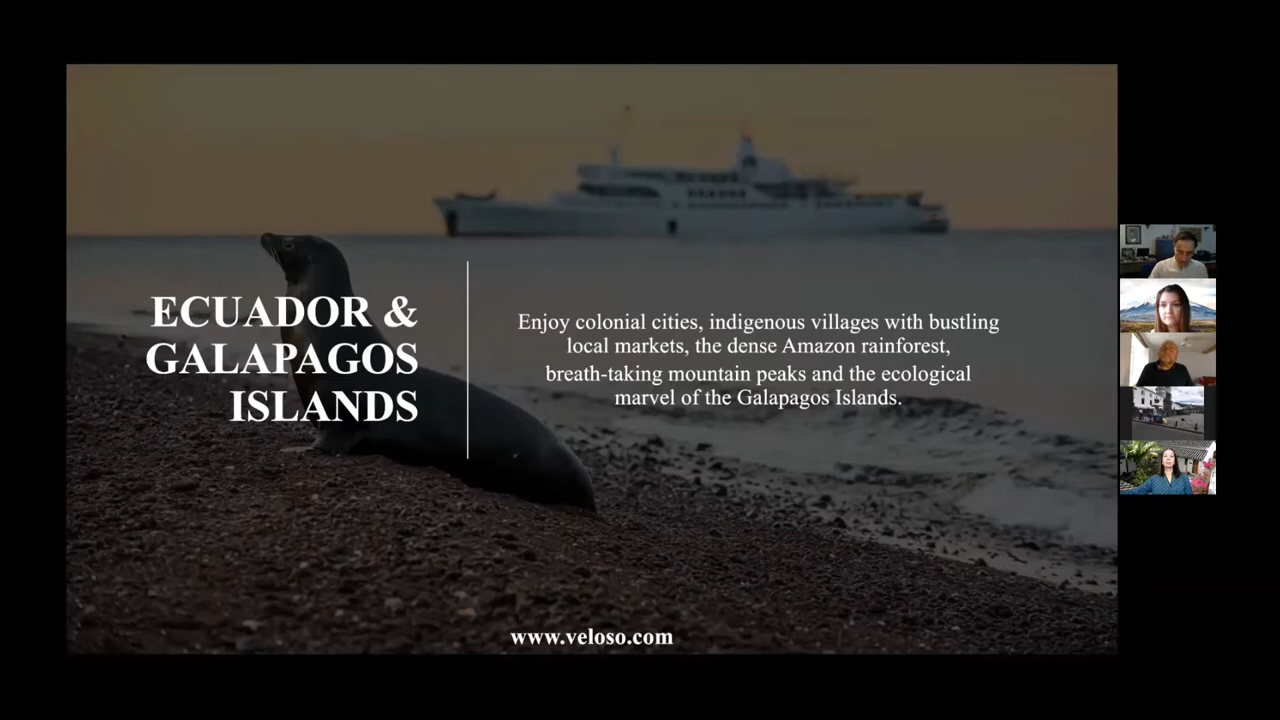 ECUADOR &
GALAPAGOS
ISLANDS
Enjoy colonial cities, indigenous villages with bustling
local markets, the dense Amazon rainforest,
breath-taking mountain peaks and the ecological
marvel of the Galapagos Islands.
www.veloso.com